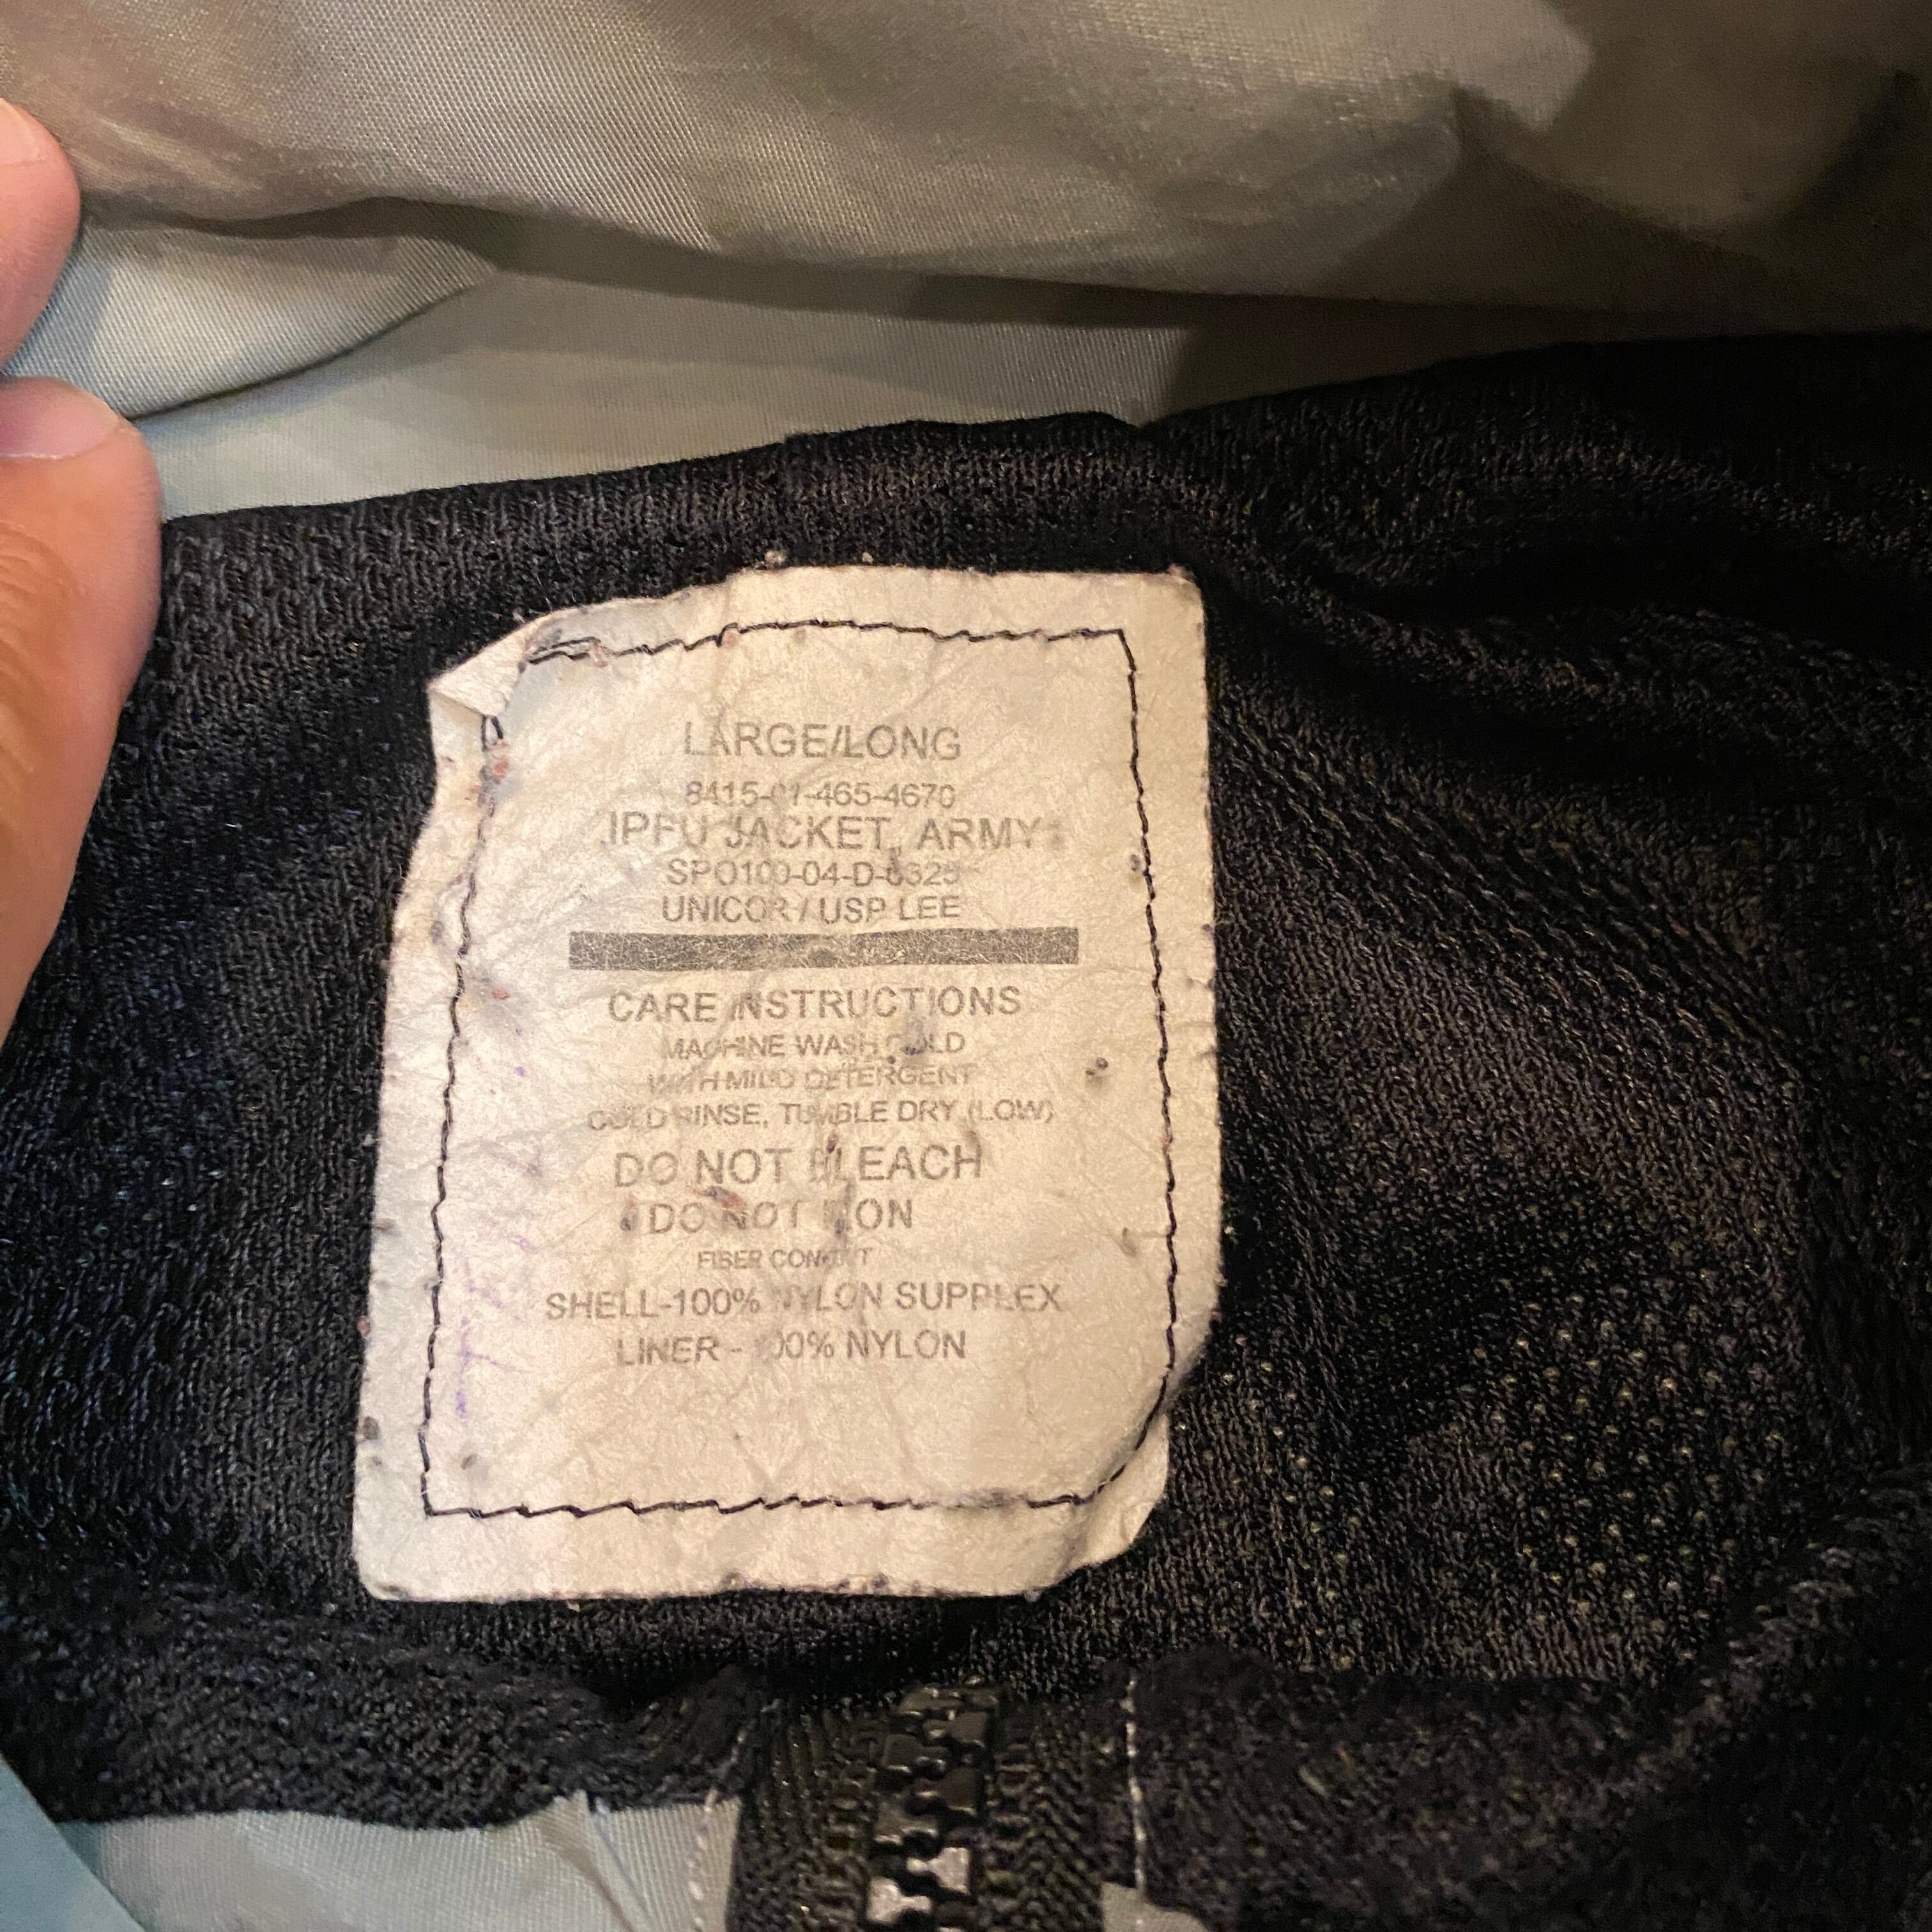 LARGE/LONG
8415-01-465-4670
IPFU JACKET, ARMY
SPO100-04-D-0325
UNICOR / USP LEE
CARE INSTRUCTIONS
MACHINE WASH COLD
WITH MILD DETERGENT
COLD RINSE, TUMBLE DRY (LOW)
DO NOT BLEACH
DO NOT IRON
FIBER CONTENT
SHELL-100% NYLON SUPPLEX
LINER - 100% NYLON